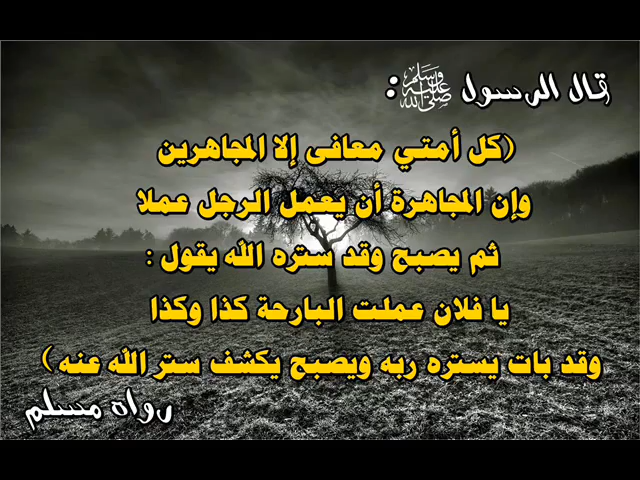 قال الرسول ﷺ :
(كل أمتي معافى إلا المجاهرين
وإن المجاهرة أن يعمل الرجل عملا
ثم يصبح وقد ستره الله يقول :
يا فلان عملت البارحة كذا وكذا
وقد بات يستره ربه ويصبح يكشف ستر الله عنه)
رواه مسلم